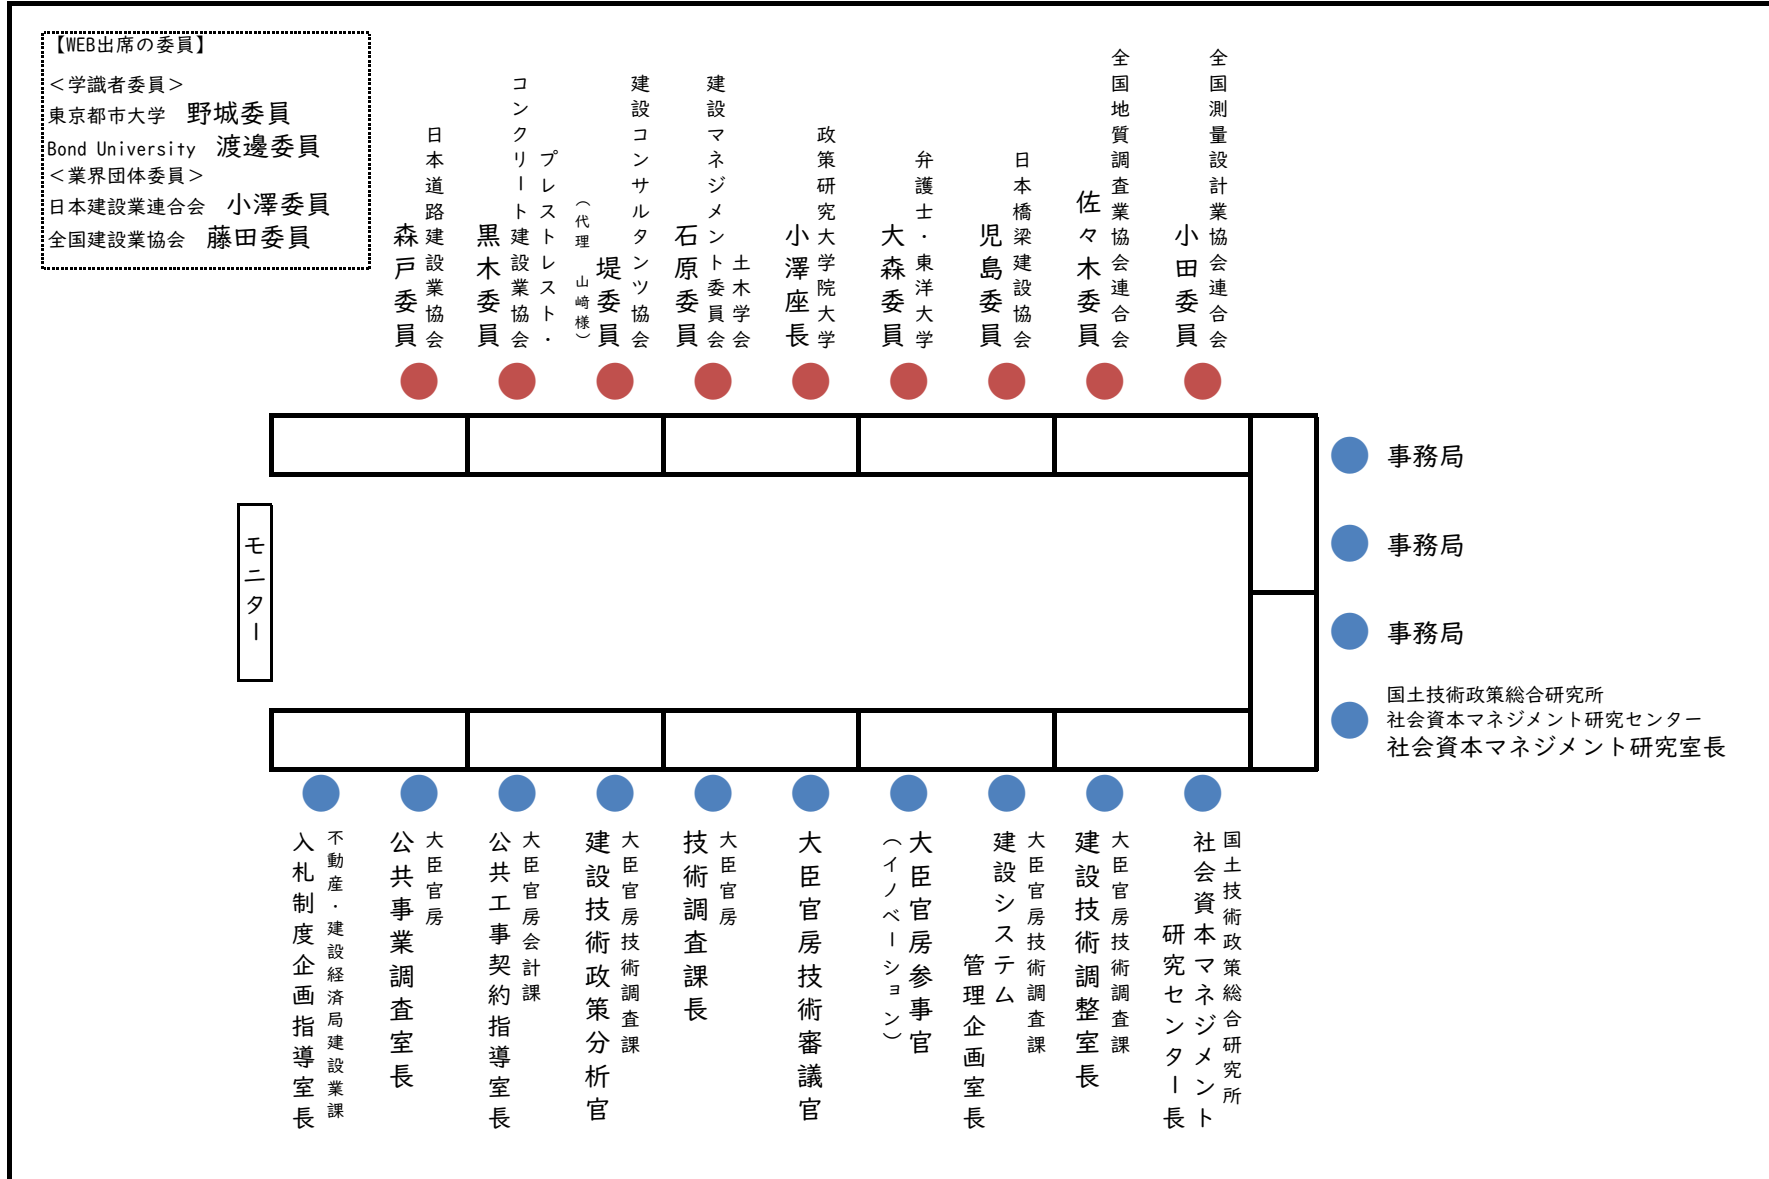 【WEB出席の委員】
＜学識者委員＞
東京都市大学　野城委員
Bond University　渡邉委員
＜業界団体委員＞
日本建設業連合会　小澤委員
全国建設業協会　藤田委員
日本道路建設業協会
森戸委員
プレストレスト・
コンクリート建設業協会
黒木委員
建設コンサルタンツ協会
堤委員
（代理　山﨑様）
土木学会
建設マネジメント委員会
石原委員
政策研究大学院大学
小澤座長
弁護士・東洋大学
大森委員
日本橋梁建設協会
児島委員
全国地質調査業協会連合会
佐々木委員
全国測量設計業協会連合会
小田委員
モニター
事務局
事務局
事務局
国土技術政策総合研究所
社会資本マネジメント研究センター
社会資本マネジメント研究室長
不動産・建設経済局建設業課
入札制度企画指導室長
大臣官房
公共事業調査室長
大臣官房会計課
公共工事契約指導室長
大臣官房技術調査課
建設技術政策分析官
大臣官房
技術調査課長
大臣官房技術審議官
大臣官房参事官
（イノベーション）
大臣官房技術調査課
建設システム
管理企画室長
大臣官房技術調査課
建設技術調整室長
国土技術政策総合研究所
社会資本マネジメント
研究センター長